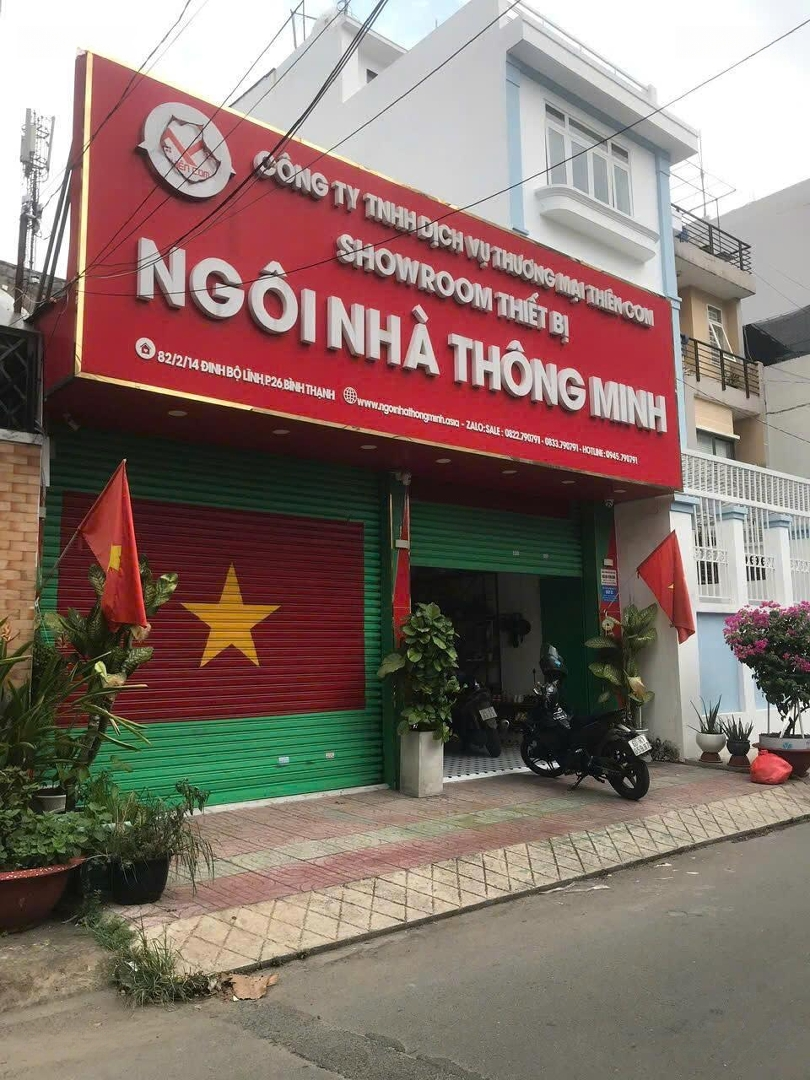 CÔNG TY TNHH DỊCH VỤ THƯƠNG MẠI THIÊN COM
SHOWROOM THIẾT BỊ
NGÔI NHÀ THÔNG MINH
82/2/14 ĐINH BỘ LĨNH, P.26, BÌNH THẠNH
www.ngoinhathongminh.asia - ZALO: SALE : 0822.790791 - 0833.790791 - HOTLINE : 0945.790791